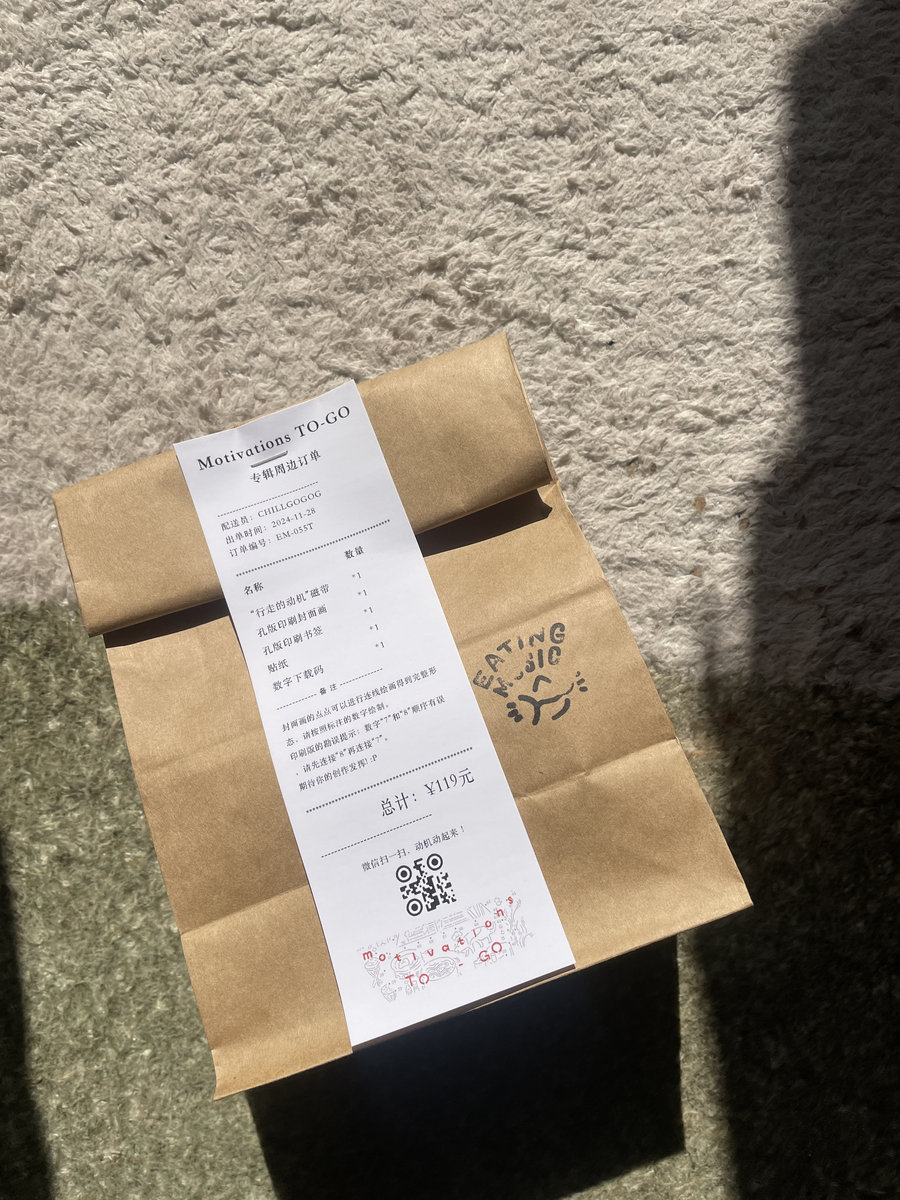 Motivations TO-GO
专辑周边订单
配送员：CHILLGOGOG
出单时间：2024-11-28
订单编号：EM-055T
名称 数量
“行走的动机”磁带 *1
孔版印刷封面画 *1
孔版印刷书签 *1
贴纸 *1
数字下载码 *1
备 注
封面画的点点可以进行连线绘画得到完整形
态，请按照标注的数字绘制。
印刷版的勘误提示：数字“7”和“8”顺序有误
，请先连接“8”再连接“7”。
期待你的创作发挥! :P
总计：¥119元
微信扫一扫，动机动起来！
motivations
TO - GO
EATING
MUSIC